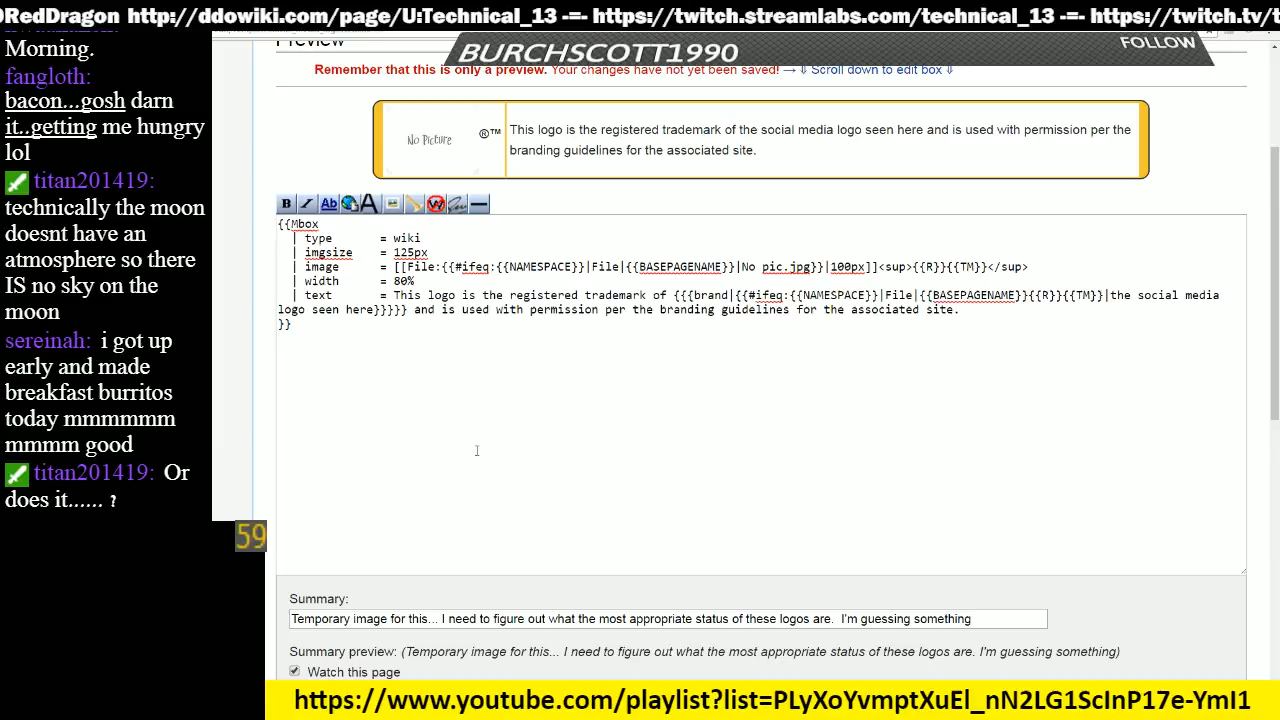 RedDragon http://ddowiki.com/page/U:Technical_13 -=- https://twitch.streamlabs.com/technical_13 -=- https://twitch.tv/t
BURCHSCOTT1990
FOLLOW
Morning.
fangloth:
bacon...gosh darn
it..getting me hungry
lol
titan201419:
technically the moon
doesnt have an
atmosphere so there
IS no sky on the
moon
sereinah: i got up
early and made
breakfast burritos
today mmmmmm
mmmm good
titan201419: Or
does it...... ?
59
Preview
Remember that this is only a preview. Your changes have not yet been saved! → ⇓ Scroll down to edit box ⇓
No Picture
®™
This logo is the registered trademark of the social media logo seen here and is used with permission per the
branding guidelines for the associated site.
B I Ab A W
{{Mbox
| type = wiki
| imgsize = 125px
| image = [[File:{{#ifeq:{{NAMESPACE}}|File|{{BASEPAGENAME}}|No pic.jpg}}|100px]]<sup>{{R}}{{TM}}</sup>
| width = 80%
| text = This logo is the registered trademark of {{{brand|{{#ifeq:{{NAMESPACE}}|File|{{BASEPAGENAME}}{{R}}{{TM}}|the social media
logo seen here}}}}} and is used with permission per the branding guidelines for the associated site.
}}
Summary:
Temporary image for this... I need to figure out what the most appropriate status of these logos are.  I'm guessing something
Summary preview: (Temporary image for this... I need to figure out what the most appropriate status of these logos are. I'm guessing something)
Watch this page
https://www.youtube.com/playlist?list=PLyXoYvmptXuEl_nN2LG1ScInP17e-YmI1